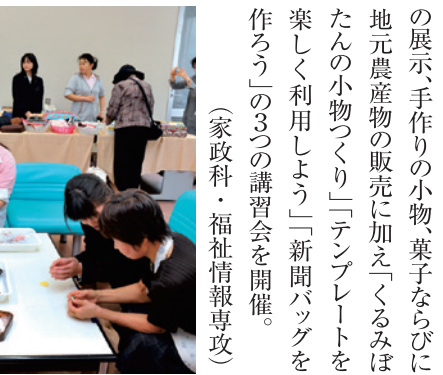 の展示、手作りの小物、菓子ならびに
地元農産物の販売に加え「くるみぼ
たんの小物つくり」「テンプレートを
楽しく利用しよう」「新聞バッグを
作ろう」の3つの講習会を開催。
（家政科・福祉情報専攻）